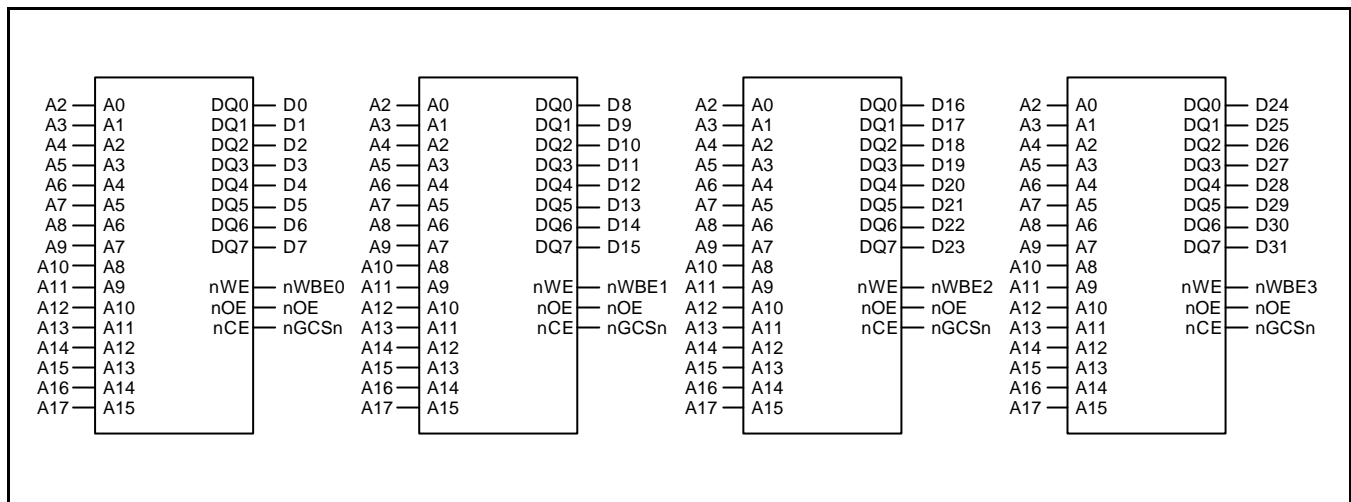 A2 A0 DQ0 D0 A2 A0 DQ0 D8 A2 A0 DQ0 D16 A2 A0 DQ0 D24
A3 A1 DQ1 D1 A3 A1 DQ1 D9 A3 A1 DQ1 D17 A3 A1 DQ1 D25
A4 A2 DQ2 D2 A4 A2 DQ2 D10 A4 A2 DQ2 D18 A4 A2 DQ2 D26
A5 A3 DQ3 D3 A5 A3 DQ3 D11 A5 A3 DQ3 D19 A5 A3 DQ3 D27
A6 A4 DQ4 D4 A6 A4 DQ4 D12 A6 A4 DQ4 D20 A6 A4 DQ4 D28
A7 A5 DQ5 D5 A7 A5 DQ5 D13 A7 A5 DQ5 D21 A7 A5 DQ5 D29
A8 A6 DQ6 D6 A8 A6 DQ6 D14 A8 A6 DQ6 D22 A8 A6 DQ6 D30
A9 A7 DQ7 D7 A9 A7 DQ7 D15 A9 A7 DQ7 D23 A9 A7 DQ7 D31
A10 A8 A10 A8 A10 A8 A10 A8
A11 A9 nWE nWBE0 A11 A9 nWE nWBE1 A11 A9 nWE nWBE2 A11 A9 nWE nWBE3
A12 A10 nOE nOE A12 A10 nOE nOE A12 A10 nOE nOE A12 A10 nOE nOE
A13 A11 nCE nGCSn A13 A11 nCE nGCSn A13 A11 nCE nGCSn A13 A11 nCE nGCSn
A14 A12 A14 A12 A14 A12 A14 A12
A15 A13 A15 A13 A15 A13 A15 A13
A16 A14 A16 A14 A16 A14 A16 A14
A17 A15 A17 A15 A17 A15 A17 A15